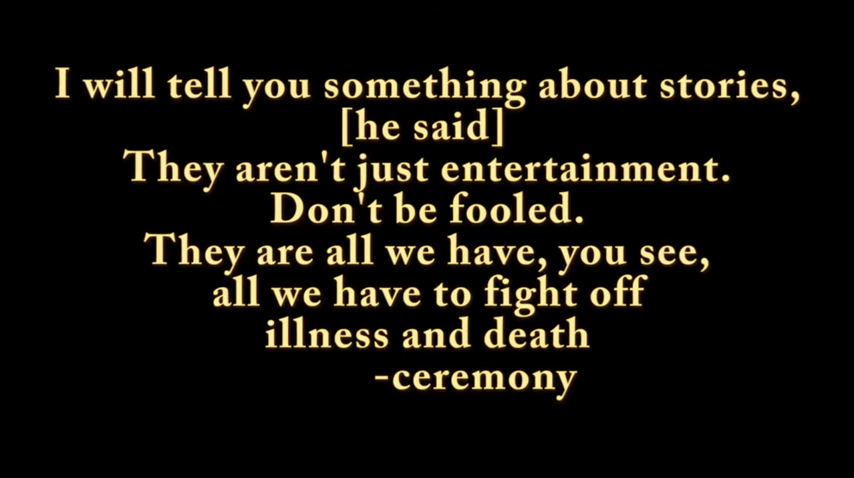 I will tell you something about stories,
[he said]
They aren't just entertainment.
Don't be fooled.
They are all we have, you see,
all we have to fight off
illness and death
-ceremony